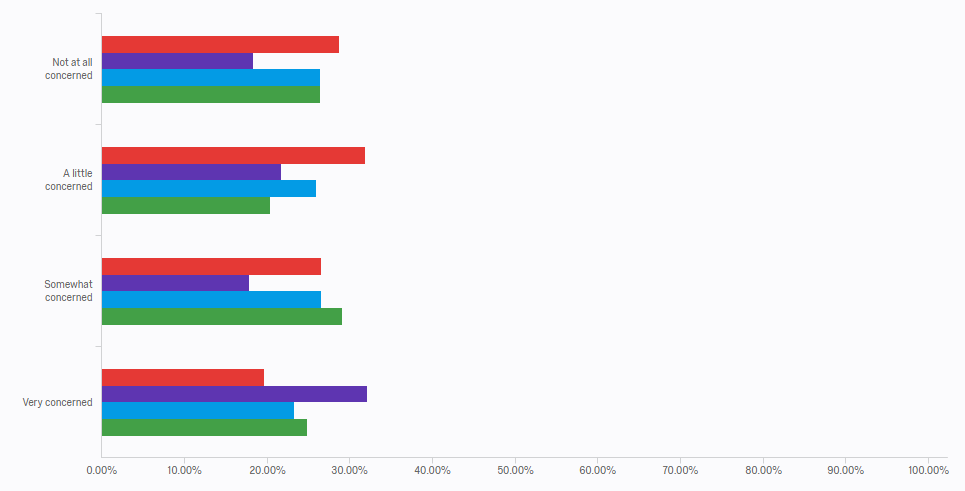 Not at all
concerned
A little
concerned
Somewhat
concerned
Very concerned
0.00% 10.00% 20.00% 30.00% 40.00% 50.00% 60.00% 70.00% 80.00% 90.00% 100.00%